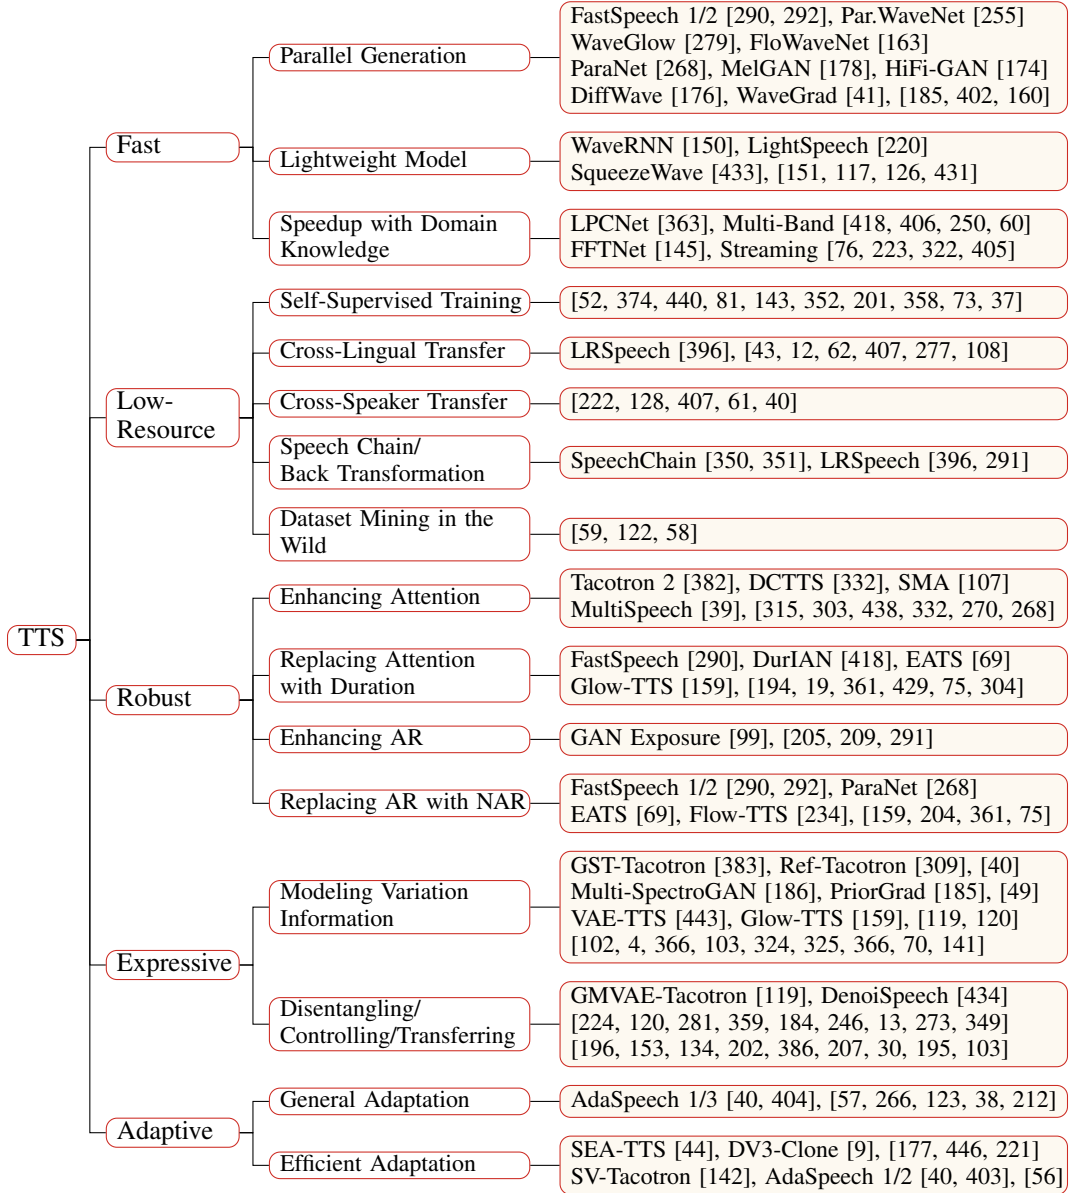 TTS
Fast
Parallel Generation
FastSpeech 1/2 [290, 292], Par.WaveNet [255]
WaveGlow [279], FloWaveNet [163]
ParaNet [268], MelGAN [178], HiFi-GAN [174]
DiffWave [176], WaveGrad [41], [185, 402, 160]
Lightweight Model
WaveRNN [150], LightSpeech [220]
SqueezeWave [433], [151, 117, 126, 431]
Speedup with Domain
Knowledge
LPCNet [363], Multi-Band [418, 406, 250, 60]
FFTNet [145], Streaming [76, 223, 322, 405]
Low-
Resource
Self-Supervised Training
[52, 374, 440, 81, 143, 352, 201, 358, 73, 37]
Cross-Lingual Transfer
LRSpeech [396], [43, 12, 62, 407, 277, 108]
Cross-Speaker Transfer
[222, 128, 407, 61, 40]
Speech Chain/
Back Transformation
SpeechChain [350, 351], LRSpeech [396, 291]
Dataset Mining in the
Wild
[59, 122, 58]
Robust
Enhancing Attention
Tacotron 2 [382], DCTTS [332], SMA [107]
MultiSpeech [39], [315, 303, 438, 332, 270, 268]
Replacing Attention
with Duration
FastSpeech [290], DurIAN [418], EATS [69]
Glow-TTS [159], [194, 19, 361, 429, 75, 304]
Enhancing AR
GAN Exposure [99], [205, 209, 291]
Replacing AR with NAR
FastSpeech 1/2 [290, 292], ParaNet [268]
EATS [69], Flow-TTS [234], [159, 204, 361, 75]
Expressive
Modeling Variation
Information
GST-Tacotron [383], Ref-Tacotron [309], [40]
Multi-SpectroGAN [186], PriorGrad [185], [49]
VAE-TTS [443], Glow-TTS [159], [119, 120]
[102, 4, 366, 103, 324, 325, 366, 70, 141]
Disentangling/
Controlling/Transferring
GMVAE-Tacotron [119], DenoiSpeech [434]
[224, 120, 281, 359, 184, 246, 13, 273, 349]
[196, 153, 134, 202, 386, 207, 30, 195, 103]
Adaptive
General Adaptation
AdaSpeech 1/3 [40, 404], [57, 266, 123, 38, 212]
Efficient Adaptation
SEA-TTS [44], DV3-Clone [9], [177, 446, 221]
SV-Tacotron [142], AdaSpeech 1/2 [40, 403], [56]